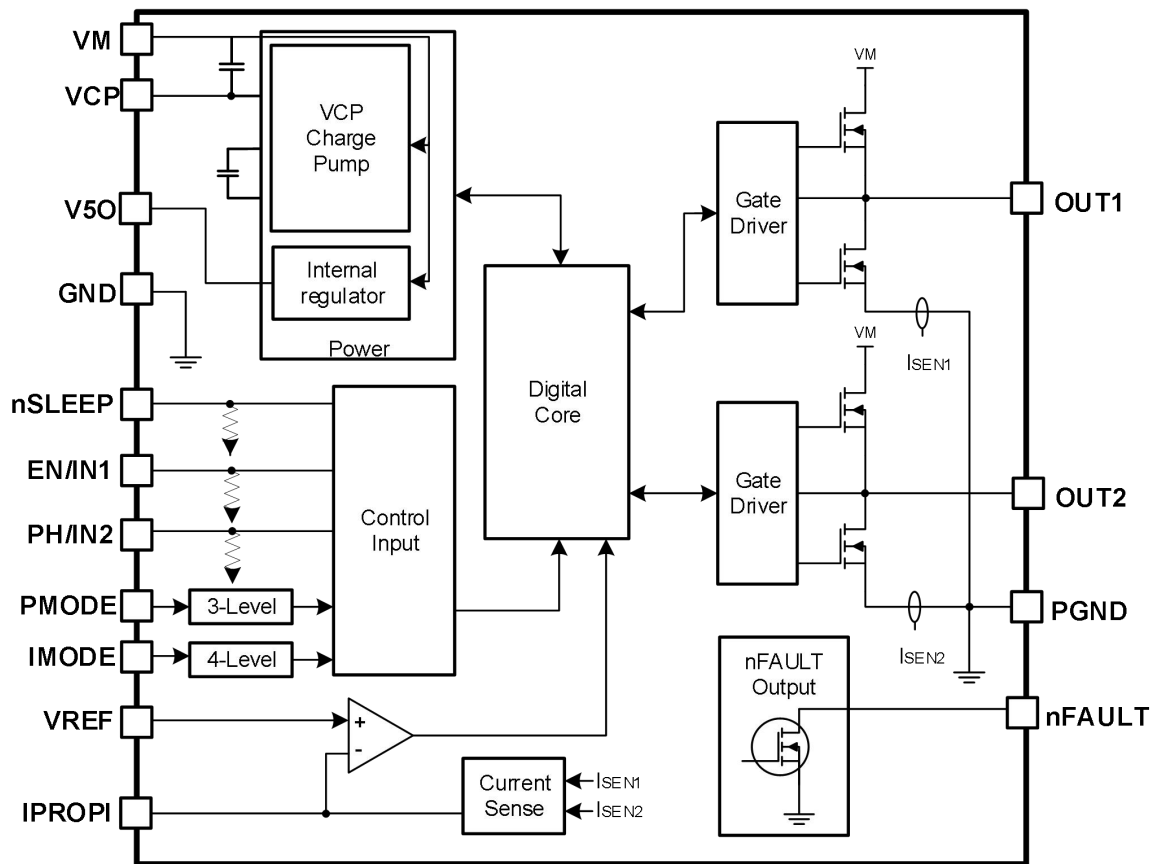 VM
VCP
V5O
GND
nSLEEP
EN/IN1
PH/IN2
PMODE
IMODE
VREF
IPROPI
VCP
Charge
Pump
Internal
regulator
Power
Control
Input
3-Level
4-Level
+
-
Current
Sense
ISEN1
ISEN2
Digital
Core
Gate
Driver
VM
ISEN1
Gate
Driver
VM
ISEN2
nFAULT
Output
OUT1
OUT2
PGND
nFAULT